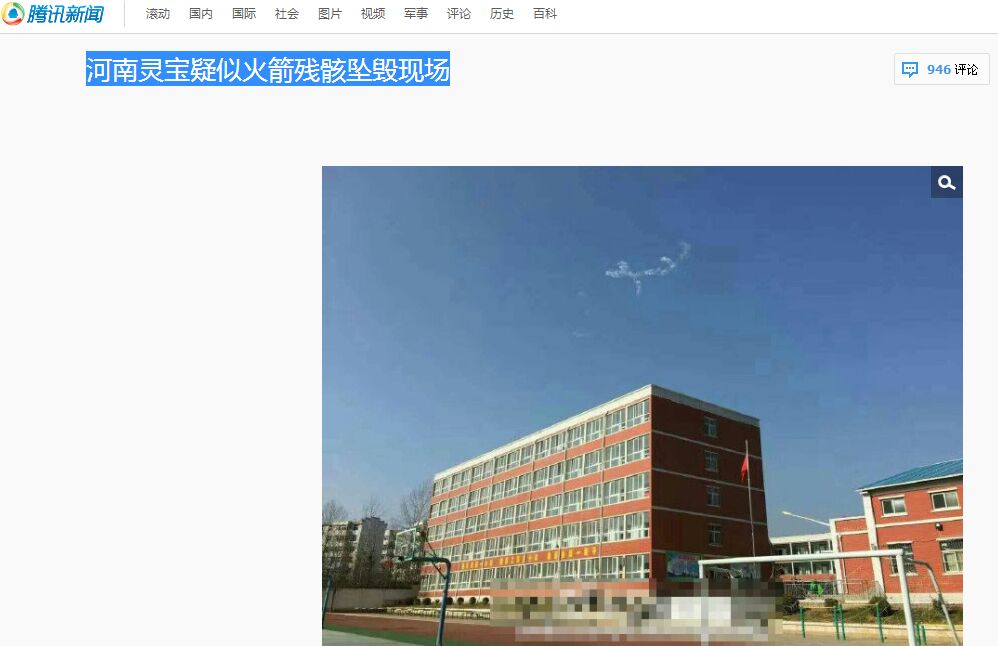 腾讯新闻
滚动 国内 国际 社会 图片 视频 军事 评论 历史 百科
河南灵宝疑似火箭残骸坠毁现场
946 评论